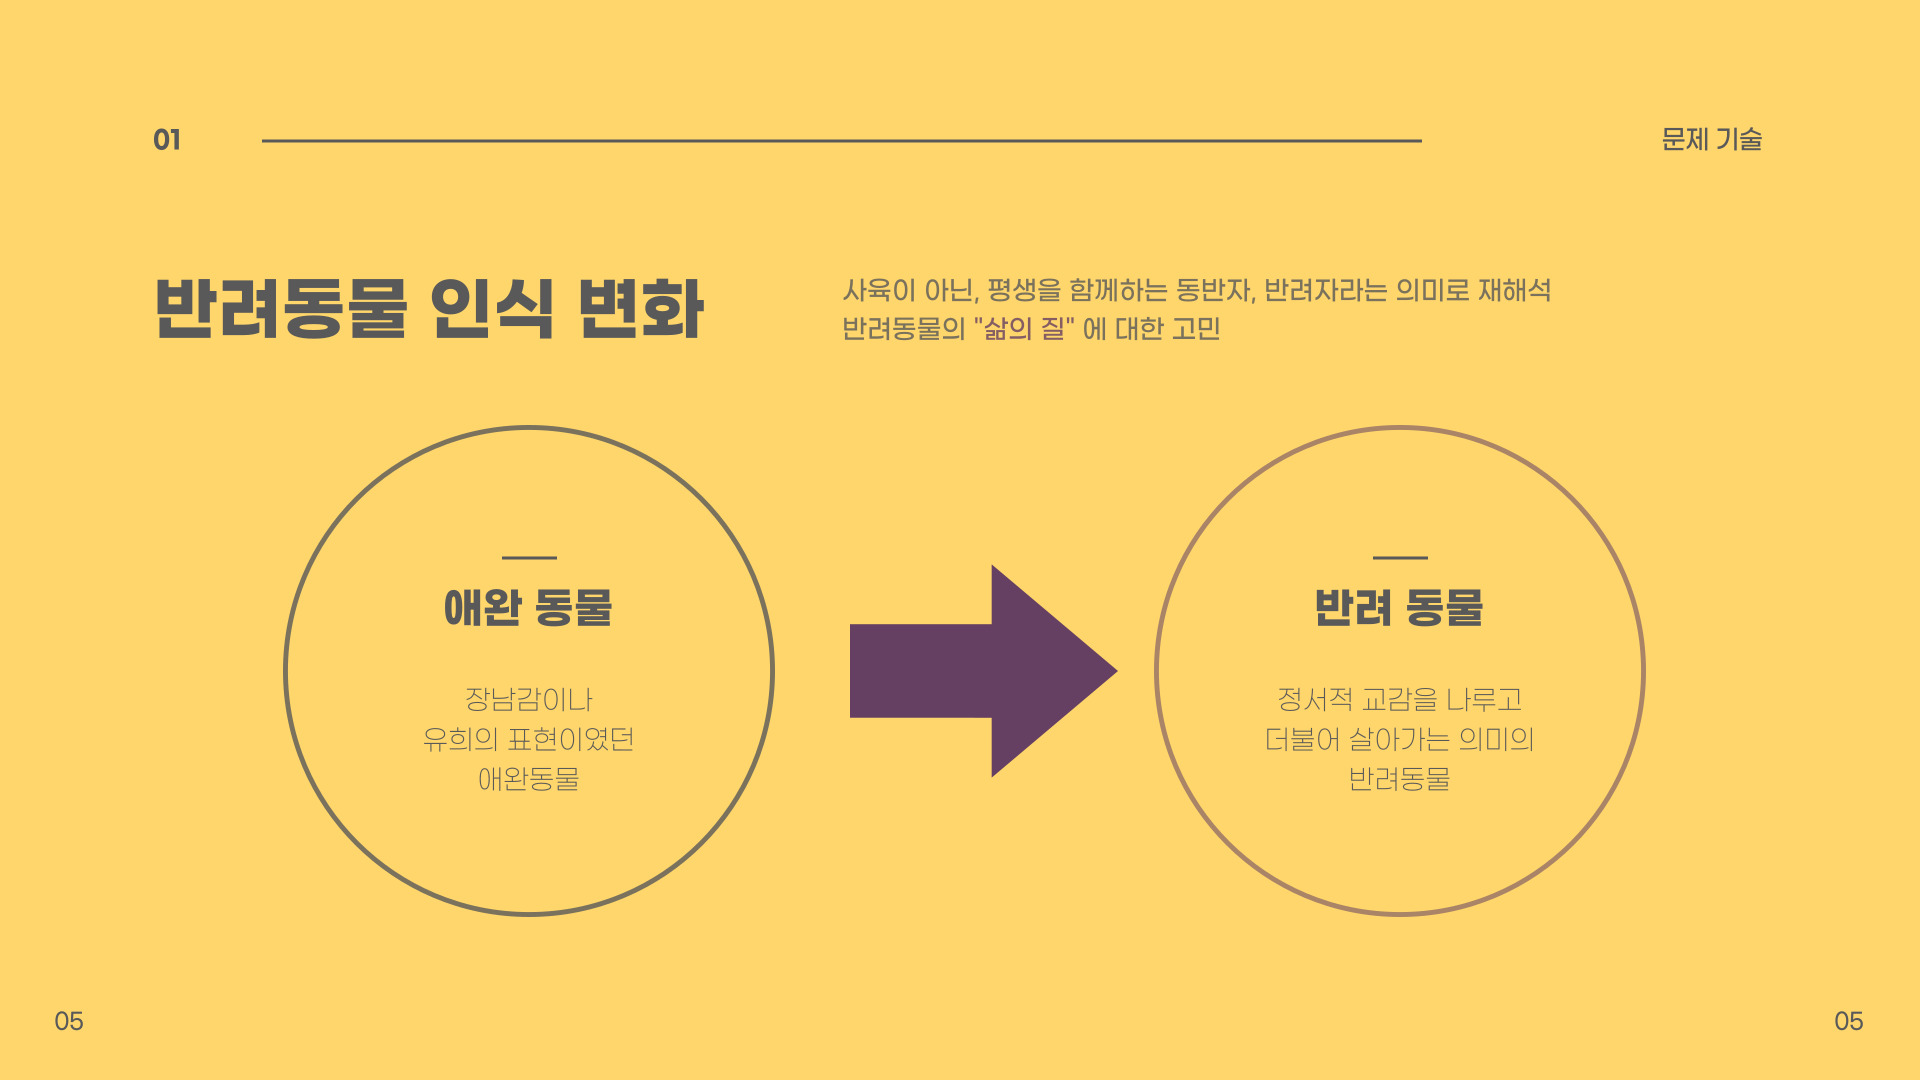 01
문제 기술
반려동물 인식 변화
사육이 아닌, 평생을 함께하는 동반자, 반려자라는 의미로 재해석
반려동물의 "삶의 질" 에 대한 고민
애완 동물
장남감이나
유희의 표현이였던
애완동물
반려 동물
정서적 교감을 나루고
더불어 살아가는 의미의
반려동물
05
05